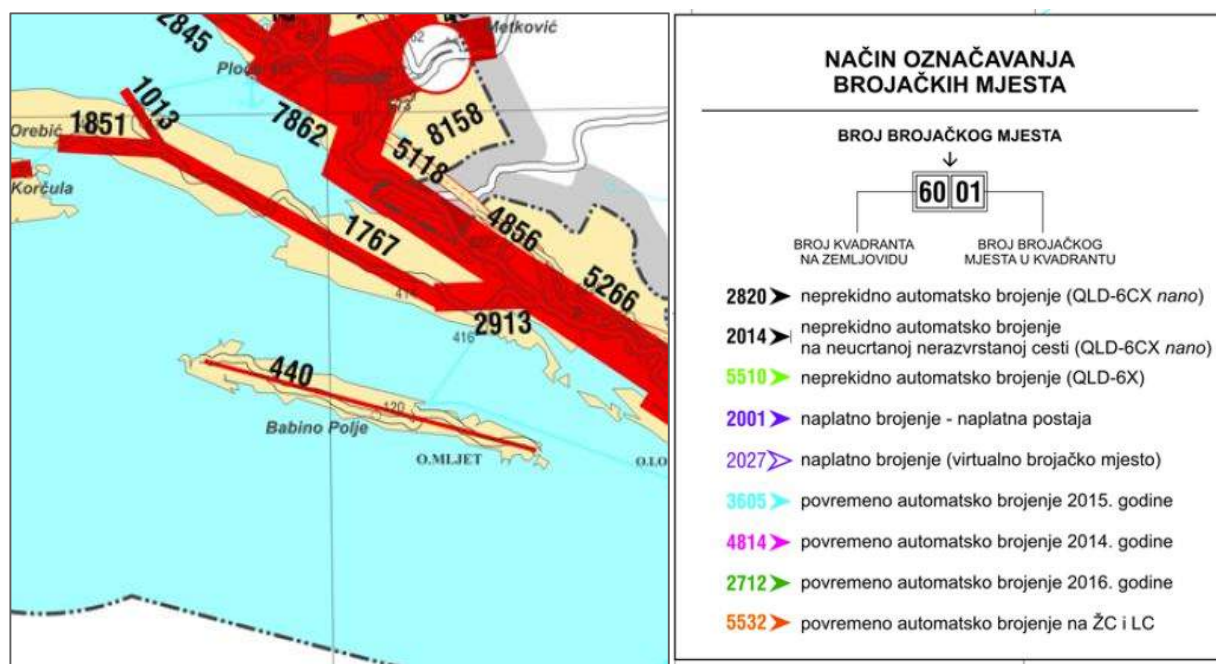 2845
Metković
1013
1851
Orebić
Korčula
7862
8158
5118
1767
4856
5266
2913
416
440
120
Babino Polje
O.MLJET
NAČIN OZNAČAVANJA
BROJAČKIH MJESTA
BROJ BROJAČKOG MJESTA
60 01
BROJ KVADRANTA
NA ZEMLJOVIDU
BROJ BROJAČKOG
MJESTA U KVADRANTU
2820 neprekidno automatsko brojenje (QLD-6CX nano)
2014 neprekidno automatsko brojenje
na neucrtanoj nerazvrstanoj cesti (QLD-6CX nano)
5510 neprekidno automatsko brojenje (QLD-6X)
2001 naplatno brojenje - naplatna postaja
2027 naplatno brojenje (virtualno brojačko mjesto)
3605 povremeno automatsko brojenje 2015. godine
4814 povremeno automatsko brojenje 2014. godine
2712 povremeno automatsko brojenje 2016. godine
5532 povremeno automatsko brojenje na ŽC i LC